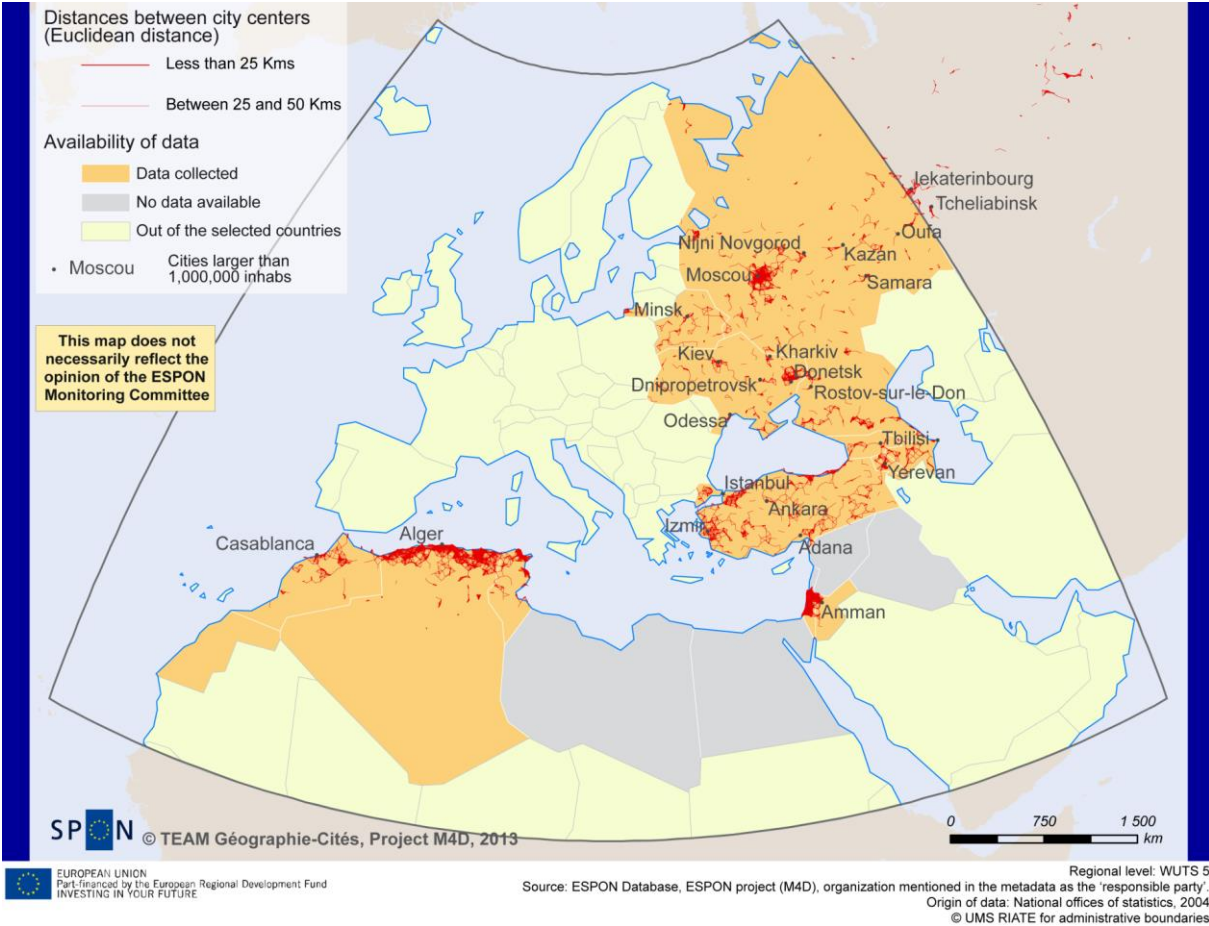 Distances between city centers
(Euclidean distance)
Less than 25 Kms
Between 25 and 50 Kms
Availability of data
Data collected
No data available
Out of the selected countries
Moscou
Cities larger than
1,000,000 inhabs
This map does not
necessarily reflect the
opinion of the ESPON
Monitoring Committee
Iekaterinbourg
Tcheliabinsk
Oufa
Nijni Novgorod
Kazan
Moscou
Samara
Minsk
Kiev
Kharkiv
Donetsk
Dnipropetrovsk
Rostov-sur-le-Don
Odessa
Tbilisi
Yerevan
Istanbul
Ankara
Izmir
Adana
Casablanca
Alger
Amman
SP N © TEAM Géographie-Cités, Project M4D, 2013
0 750 1 500
km
EUROPEAN UNION
Part-financed by the European Regional Development Fund
INVESTING IN YOUR FUTURE
Regional level: WUTS 5
Source: ESPON Database, ESPON project (M4D), organization mentioned in the metadata as the 'responsible party'.
Origin of data: National offices of statistics, 2004
© UMS RIATE for administrative boundaries